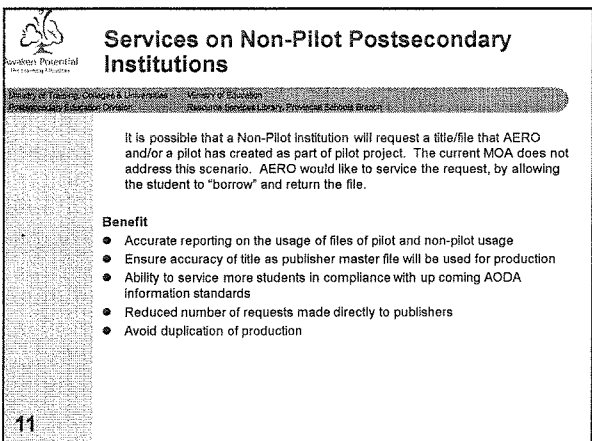 Awaken Potential
Services on Non-Pilot Postsecondary
Institutions
Ministry of Training, Colleges & Universities Ministry of Education
Postsecondary Education Division Resource Services Library, Provincial Schools Branch
It is possible that a Non-Pilot institution will request a title/file that AERO
and/or a pilot has created as part of pilot project. The current MOA does not
address this scenario. AERO would like to service the request, by allowing
the student to "borrow" and return the file.
Benefit
Accurate reporting on the usage of files of pilot and non-pilot usage
Ensure accuracy of title as publisher master file will be used for production
Ability to service more students in compliance with up coming AODA
information standards
Reduced number of requests made directly to publishers
Avoid duplication of production
11